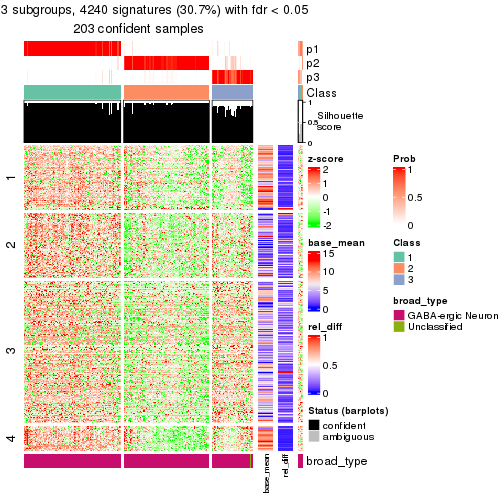 3 subgroups, 4240 signatures (30.7%) with fdr < 0.05
203 confident samples
p1
p2
p3
Class
1
0.5
0
Silhouette
score
1
2
3
4
base_mean
rel_diff
broad_type
z-score
2
1
0
-1
-2
base_mean
15
10
5
0
rel_diff
1
0.5
0
Status (barplots)
confident
ambiguous
Prob
1
0.5
0
Class
1
2
3
broad_type
GABA-ergic Neuron
Unclassified